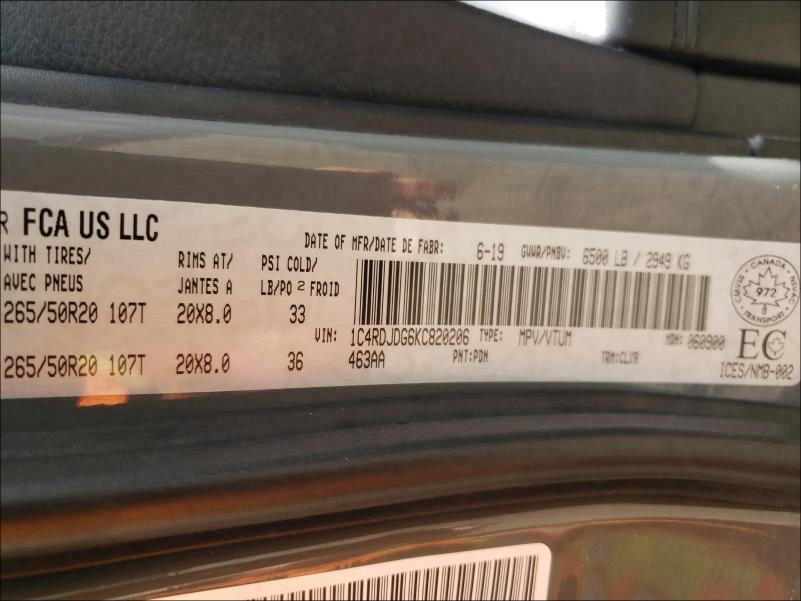 R FCA US LLC
DATE OF MFR/DATE DE FABR: 6-19 GVWR/PNBV: 6500 LB / 2949 KG
WITH TIRES/ RIMS AT/ PSI COLD/
AVEC PNEUS JANTES A LB/PO 2 FROID
265/50R20 107T 20X8.0 33
VIN: 1C4RDJDG6KC820206 TYPE: MPV/VTUM MDH: 060900
265/50R20 107T 20X8.0 36
463AA PNT:PDN TRM:CLX9
CANADA
972
TRANSPORT
EC
ICES/NMB-002